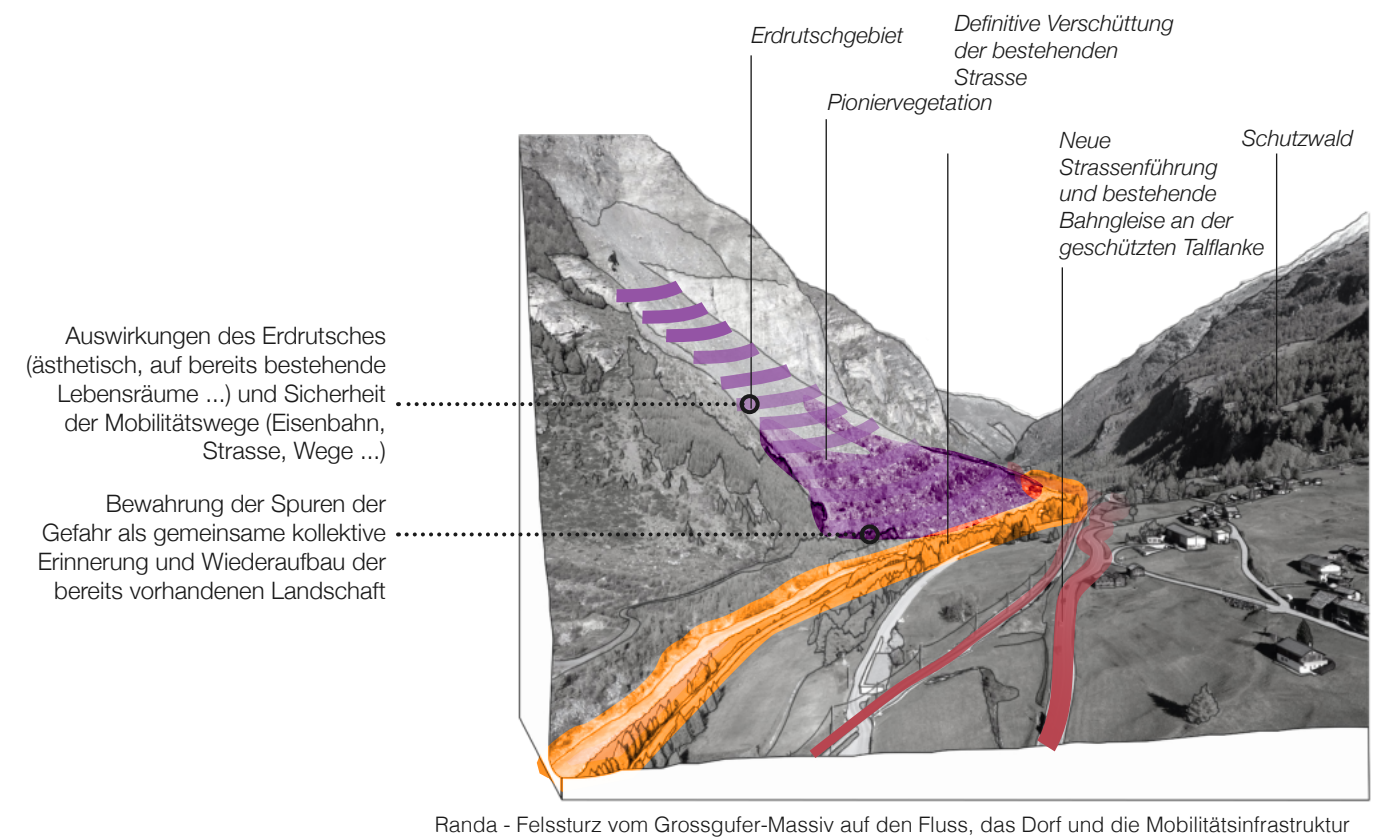 Erdrutschgebiet
Definitive Verschüttung
der bestehenden
Strasse
Pioniervegetation
Neue
Strassenführung
und bestehende
Bahngleise an der
geschützten Talflanke
Schutzwald
Auswirkungen des Erdrutsches
(ästhetisch, auf bereits bestehende
Lebensräume ...) und Sicherheit
der Mobilitätswege (Eisenbahn,
Strasse, Wege ...)
Bewahrung der Spuren der
Gefahr als gemeinsame kollektive
Erinnerung und Wiederaufbau der
bereits vorhandenen Landschaft
Randa - Felssturz vom Grossgufer-Massiv auf den Fluss, das Dorf und die Mobilitätsinfrastruktur